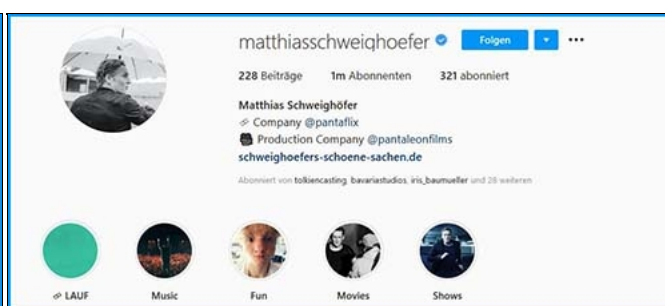 matthiasschweighoefer Folgen
228 Beiträge 1m Abonnenten 321 abonniert
Matthias Schweighöfer
Company @pantaflix
Production Company @pantaleonfilms
schweighoefers-schoene-sachen.de
Abonniert von tolkiencasting, bavariastudios, iris_baumueller und 28 weiteren
LAUF Music Fun Movies Shows